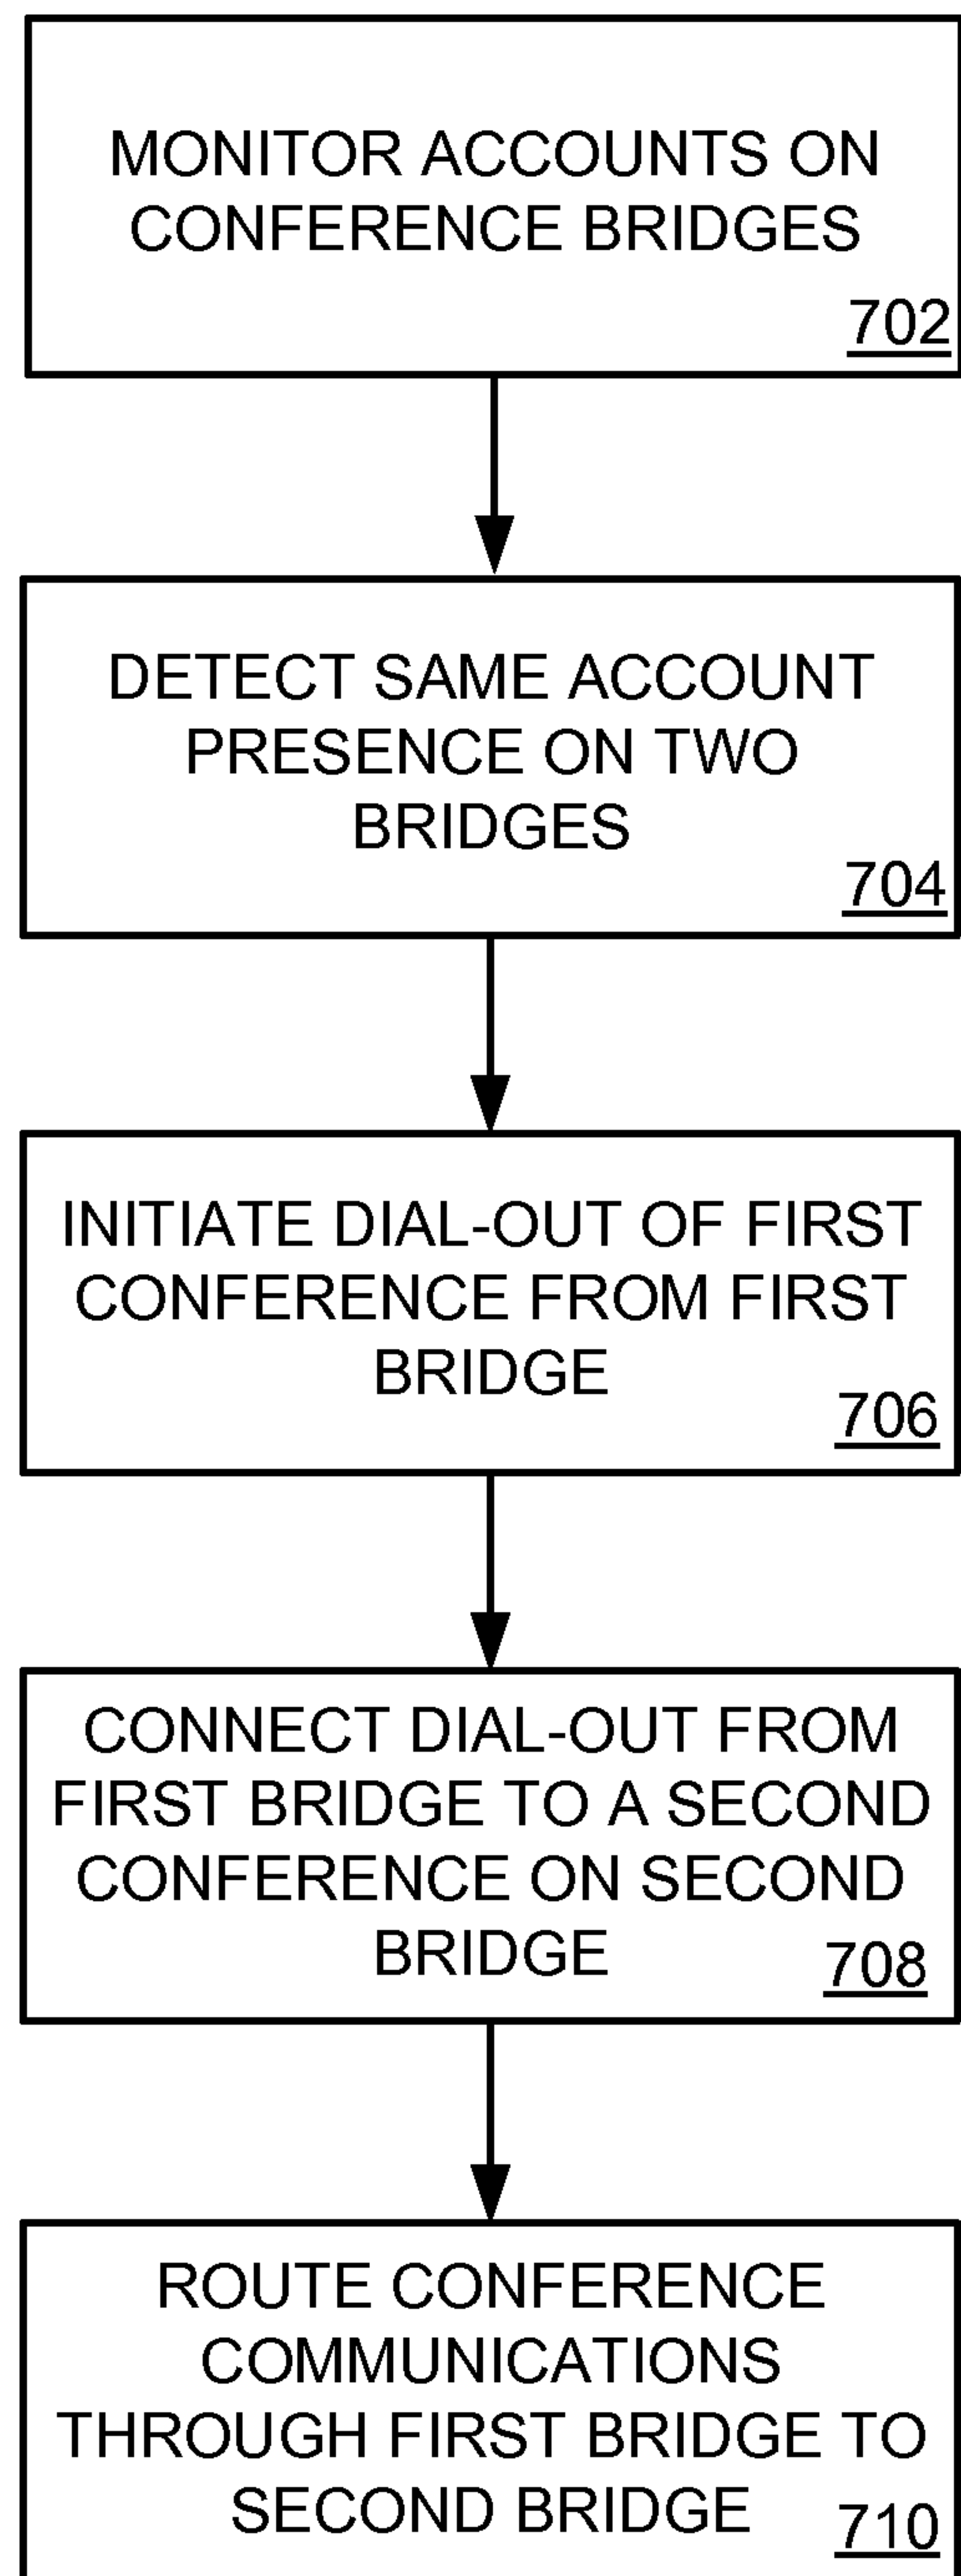 MONITOR ACCOUNTS ON
CONFERENCE BRIDGES
702
DETECT SAME ACCOUNT
PRESENCE ON TWO
BRIDGES
704
INITIATE DIAL-OUT OF FIRST
CONFERENCE FROM FIRST
BRIDGE
706
CONNECT DIAL-OUT FROM
FIRST BRIDGE TO A SECOND
CONFERENCE ON SECOND
BRIDGE
708
ROUTE CONFERENCE
COMMUNICATIONS
THROUGH FIRST BRIDGE TO
SECOND BRIDGE
710